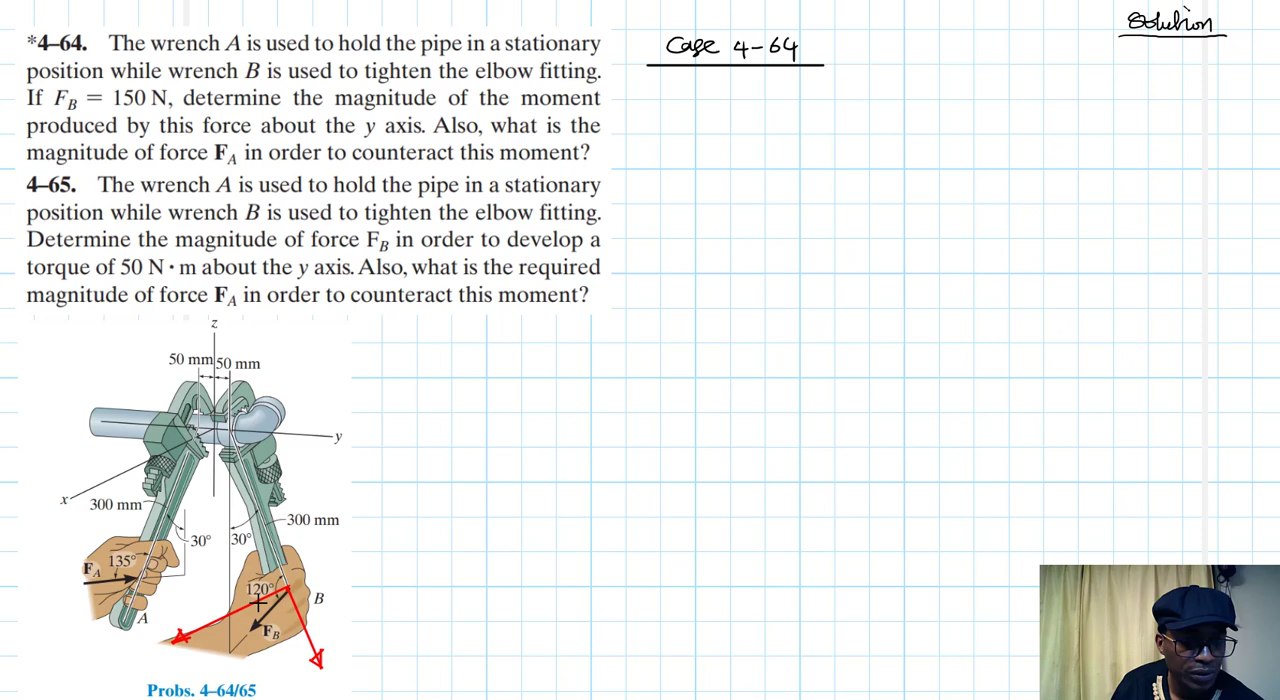 Solution
Case 4-64
*4–64. The wrench A is used to hold the pipe in a stationary
position while wrench B is used to tighten the elbow fitting.
If F_B = 150 N, determine the magnitude of the moment
produced by this force about the y axis. Also, what is the
magnitude of force F_A in order to counteract this moment?
4–65. The wrench A is used to hold the pipe in a stationary
position while wrench B is used to tighten the elbow fitting.
Determine the magnitude of force F_B in order to develop a
torque of 50 N · m about the y axis. Also, what is the required
magnitude of force F_A in order to counteract this moment?
z
50 mm 50 mm
y
x
300 mm
300 mm
30° 30°
135°
F_A
120°
B
A
F_B
Probs. 4–64/65